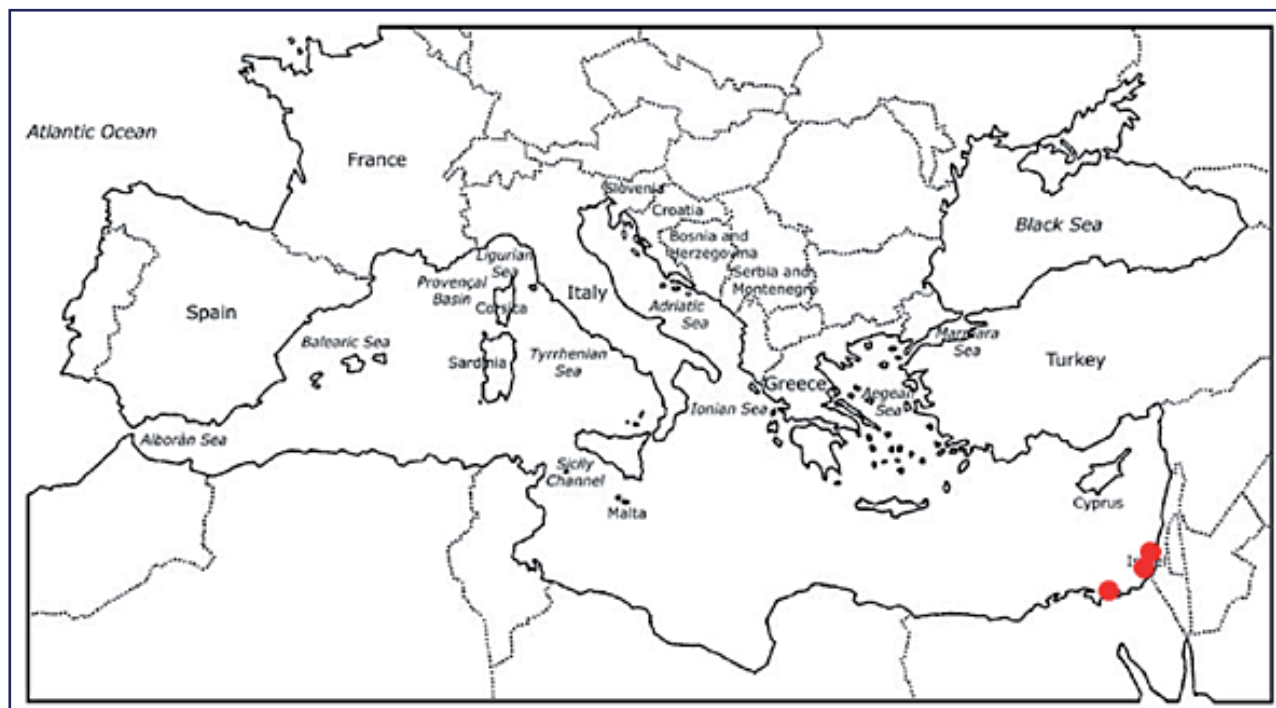 Atlantic Ocean
France
Slovenia
Croatia
Black Sea
Bosnia and
Herzegovina
Ligurian
Sea
Serbia and
Montenegro
Provençal
Basin
Italy
Corsica
Spain
Adriatic
Sea
Marmara
Sea
Balearic Sea
Sardinia
Tyrrhenian
Sea
Turkey
Greece
Aegean
Sea
Ionian Sea
Alborán Sea
Sicily
Channel
Malta
Cyprus